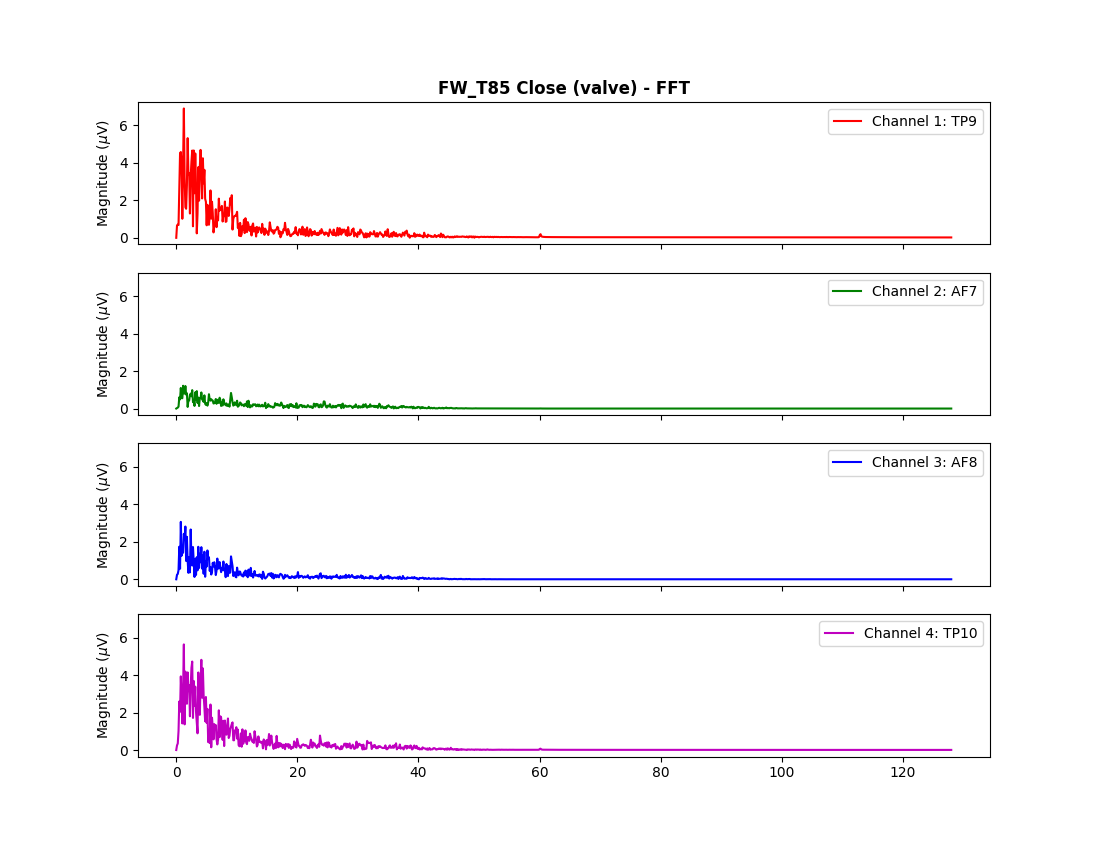 FW_T85 Close (valve) - FFT
Magnitude (μV)
6
4
2
0
Channel 1: TP9
Magnitude (μV)
6
4
2
0
Channel 2: AF7
Magnitude (μV)
6
4
2
0
Channel 3: AF8
Magnitude (μV)
6
4
2
0
Channel 4: TP10
0 20 40 60 80 100 120